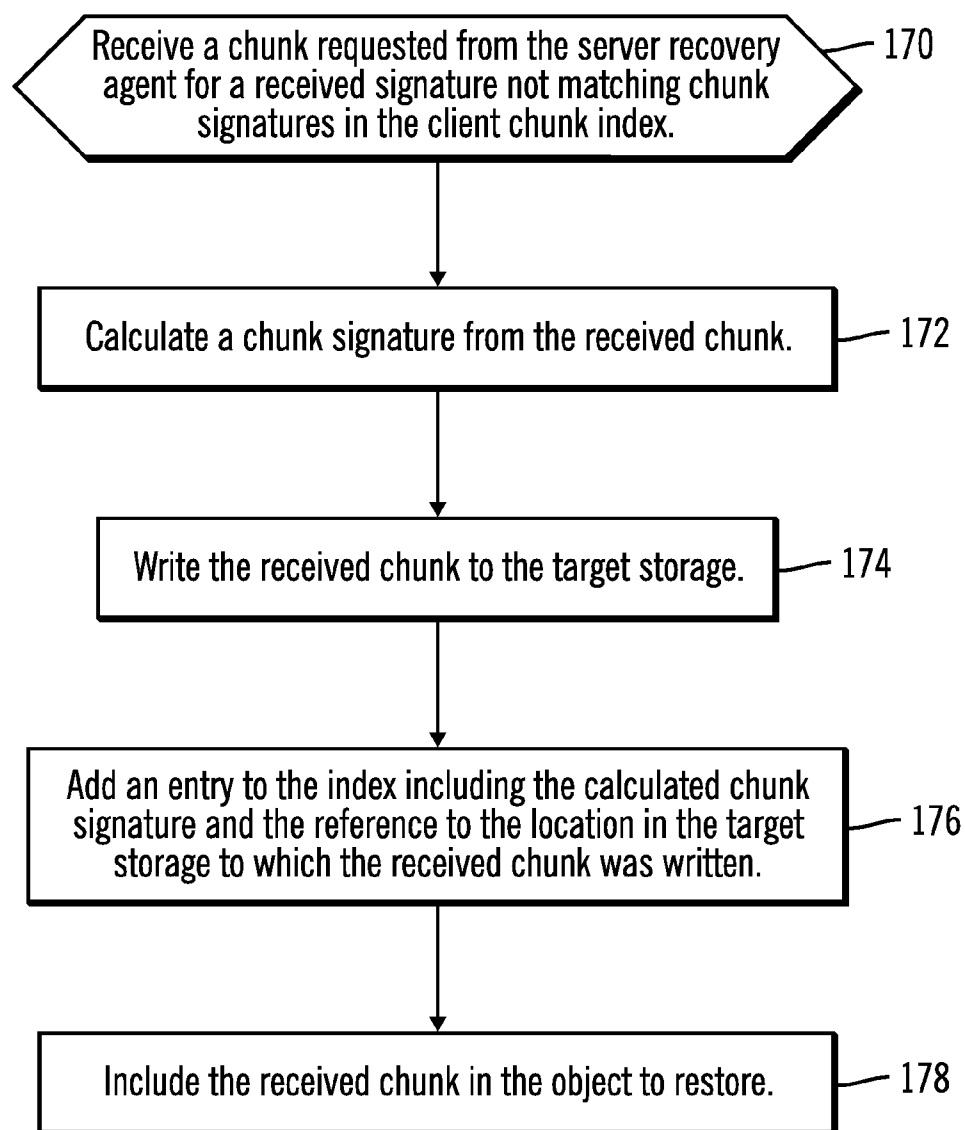 Receive a chunk requested from the server recovery
agent for a received signature not matching chunk
signatures in the client chunk index.
170
Calculate a chunk signature from the received chunk.
172
Write the received chunk to the target storage.
174
Add an entry to the index including the calculated chunk
signature and the reference to the location in the target
storage to which the received chunk was written.
176
Include the received chunk in the object to restore.
178